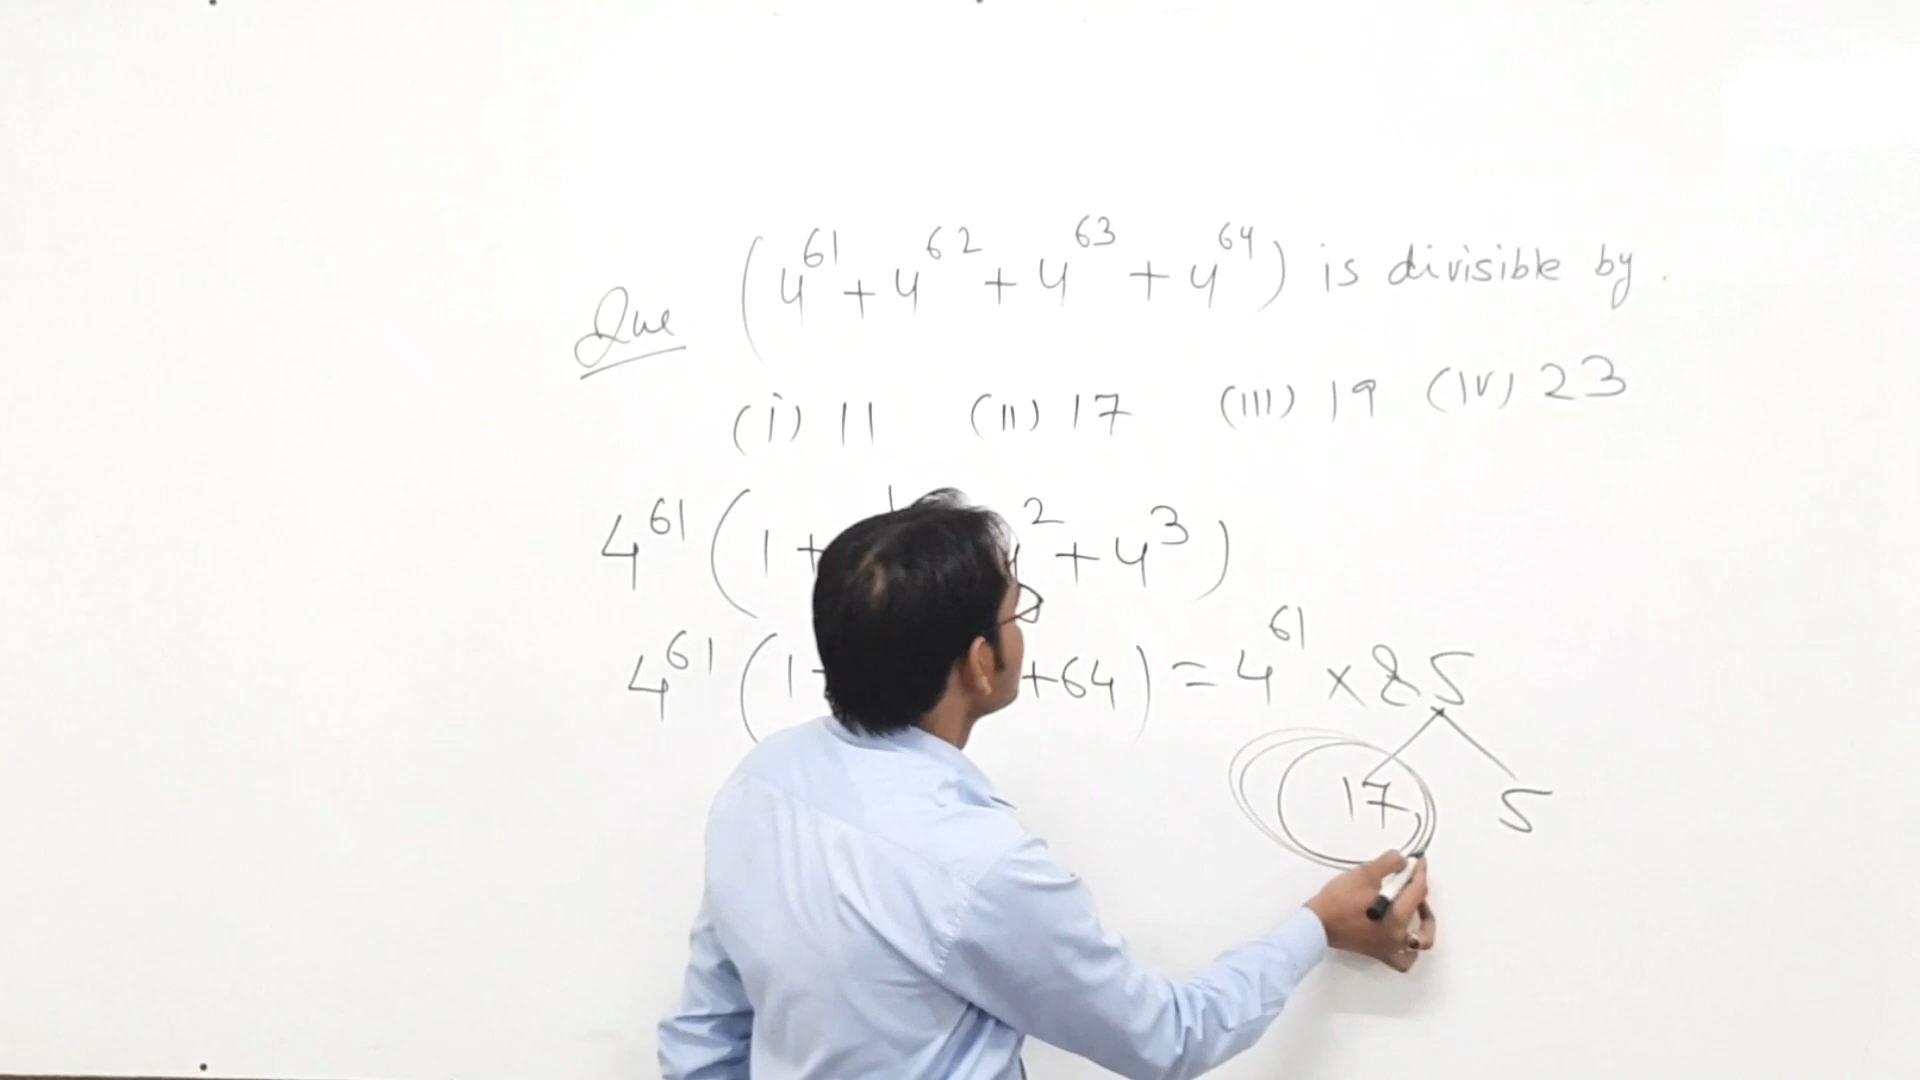 Que (4^61 + 4^62 + 4^63 + 4^64) is divisible by.
(i) 11 (ii) 17 (iii) 19 (iv) 23
4^61 (1 + 4^2 + 4^3)
4^61 (1 + +64) = 4^61 × 85
17, 5